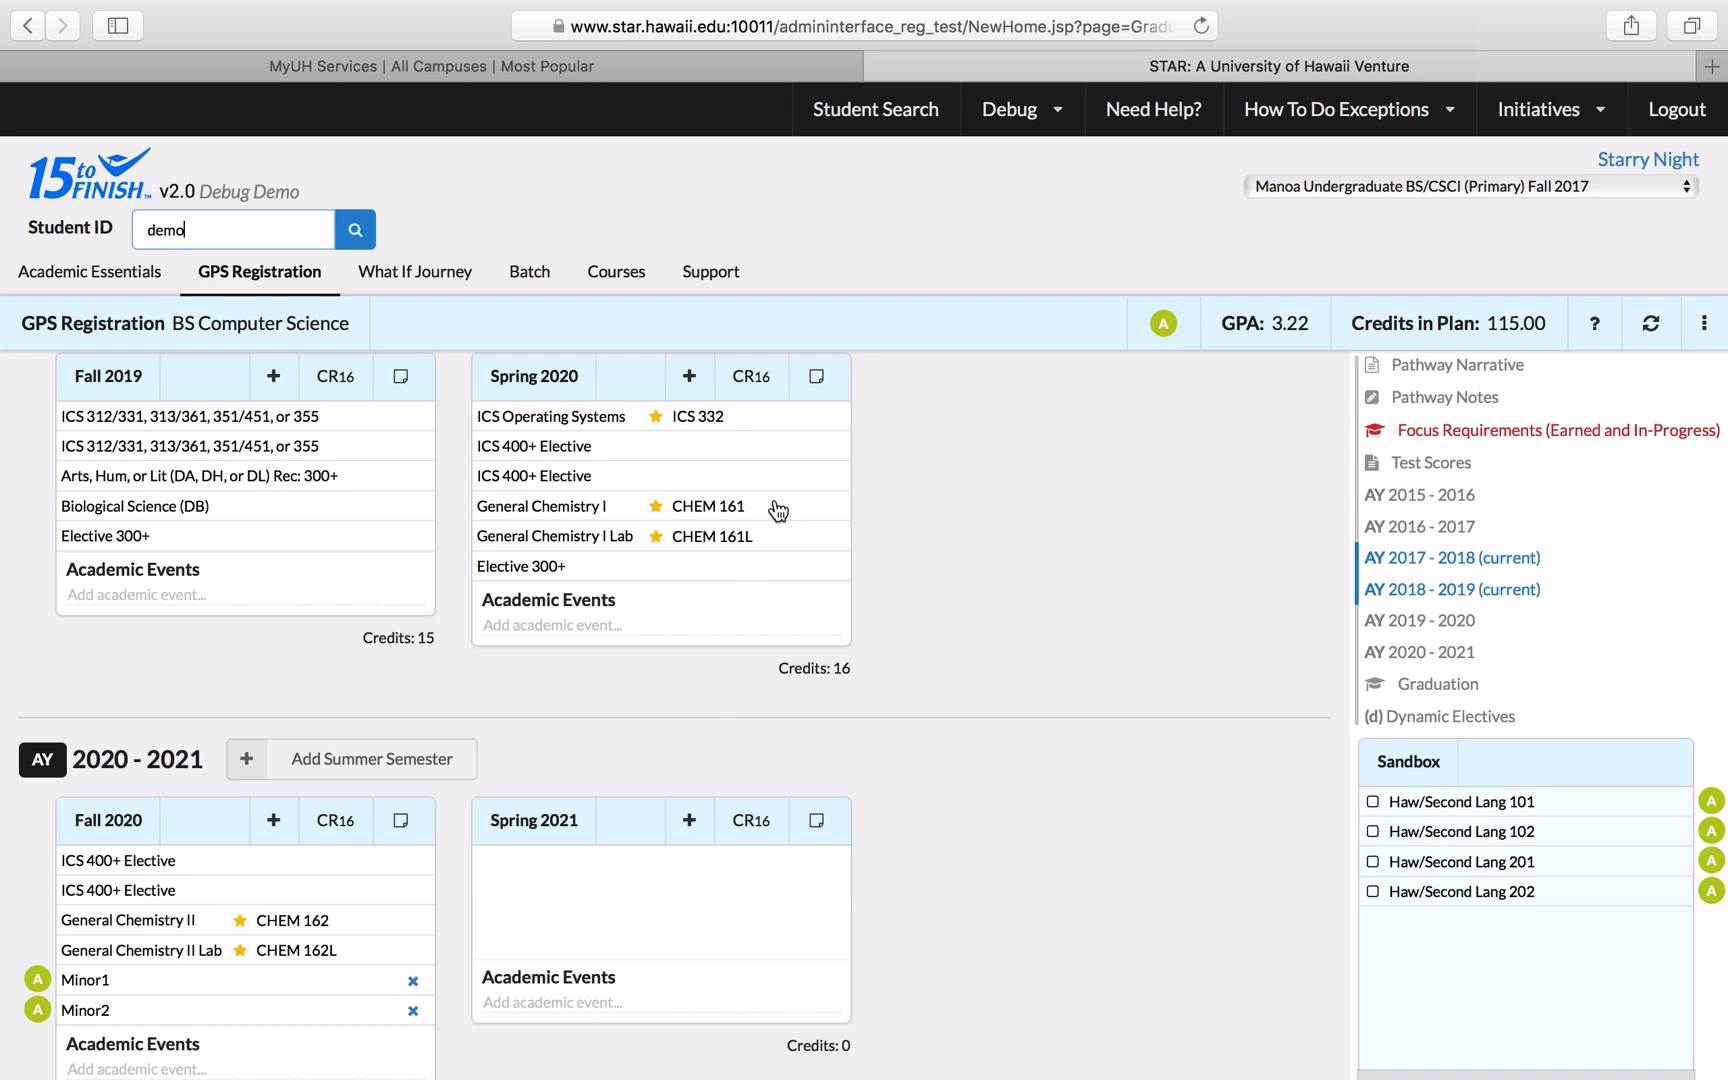 www.star.hawaii.edu:10011/admininterface_reg_test/NewHome.jsp?page=Gradu
MyUH Services | All Campuses | Most Popular
STAR: A University of Hawaii Venture
Student Search
Debug
Need Help?
How To Do Exceptions
Initiatives
Logout
15 to FINISH™ v2.0 Debug Demo
Starry Night
Manoa Undergraduate BS/CSCI (Primary) Fall 2017
Student ID
demo
Academic Essentials
GPS Registration
What If Journey
Batch
Courses
Support
GPS Registration BS Computer Science
A
GPA: 3.22
Credits in Plan: 115.00
?
Fall 2019
+
CR16
ICS 312/331, 313/361, 351/451, or 355
ICS 312/331, 313/361, 351/451, or 355
Arts, Hum, or Lit (DA, DH, or DL) Rec: 300+
Biological Science (DB)
Elective 300+
Academic Events
Add academic event...
Credits: 15
Spring 2020
+
CR16
ICS Operating Systems ICS 332
ICS 400+ Elective
ICS 400+ Elective
General Chemistry I CHEM 161
General Chemistry I Lab CHEM 161L
Elective 300+
Academic Events
Add academic event...
Credits: 16
AY 2020 - 2021
+ Add Summer Semester
Fall 2020
+
CR16
ICS 400+ Elective
ICS 400+ Elective
General Chemistry II CHEM 162
General Chemistry II Lab CHEM 162L
A Minor1
A Minor2
Academic Events
Add academic event...
Spring 2021
+
CR16
Academic Events
Add academic event...
Credits: 0
Pathway Narrative
Pathway Notes
Focus Requirements (Earned and In-Progress)
Test Scores
AY 2015 - 2016
AY 2016 - 2017
AY 2017 - 2018 (current)
AY 2018 - 2019 (current)
AY 2019 - 2020
AY 2020 - 2021
Graduation
(d) Dynamic Electives
Sandbox
Haw/Second Lang 101 A
Haw/Second Lang 102 A
Haw/Second Lang 201 A
Haw/Second Lang 202 A